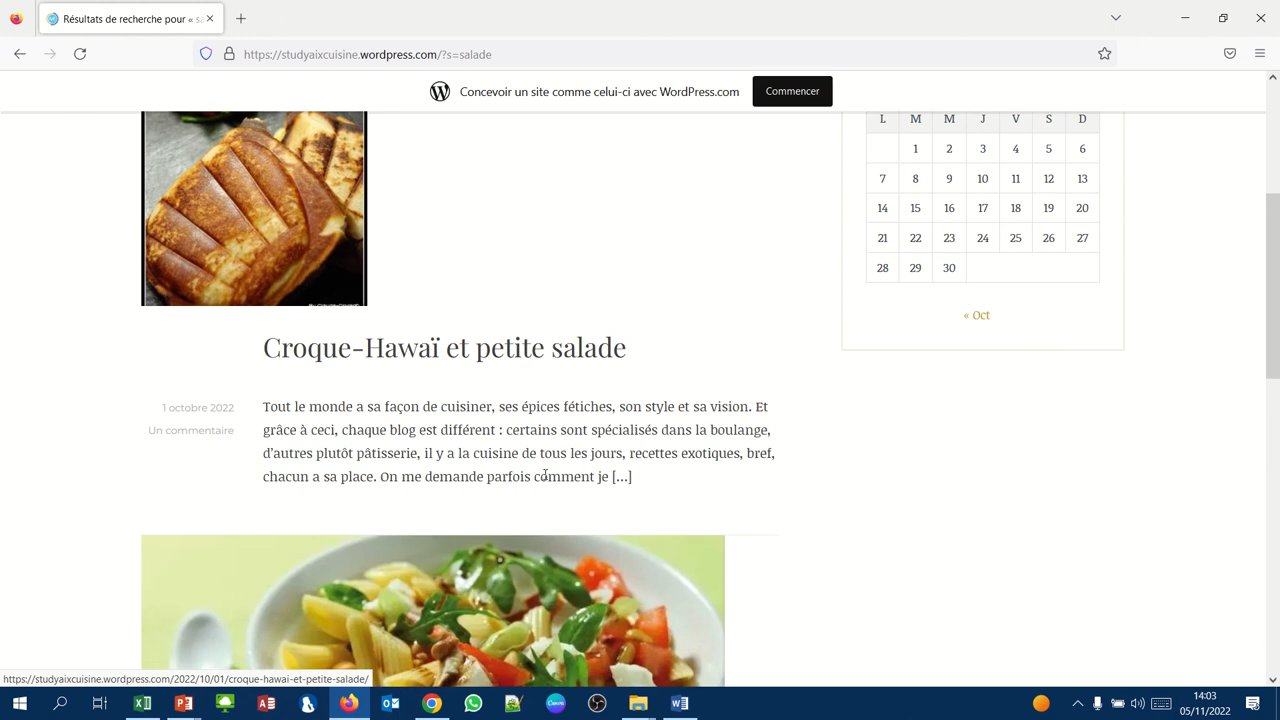 Résultats de recherche pour «
https://studyaixcuisine.wordpress.com/?s=salade
Concevoir un site comme celui-ci avec WordPress.com
Commencer
L M M J V S D
1 2 3 4 5 6
7 8 9 10 11 12 13
14 15 16 17 18 19 20
21 22 23 24 25 26 27
28 29 30
« Oct
Croque-Hawaï et petite salade
1 octobre 2022
Un commentaire
Tout le monde a sa façon de cuisiner, ses épices fétiches, son style et sa vision. Et
grâce à ceci, chaque blog est différent : certains sont spécialisés dans la boulange,
d’autres plutôt pâtisserie, il y a la cuisine de tous les jours, recettes exotiques, bref,
chacun a sa place. On me demande parfois comment je […]
https://studyaixcuisine.wordpress.com/2022/10/01/croque-hawai-et-petite-salade/
14:03
05/11/2022